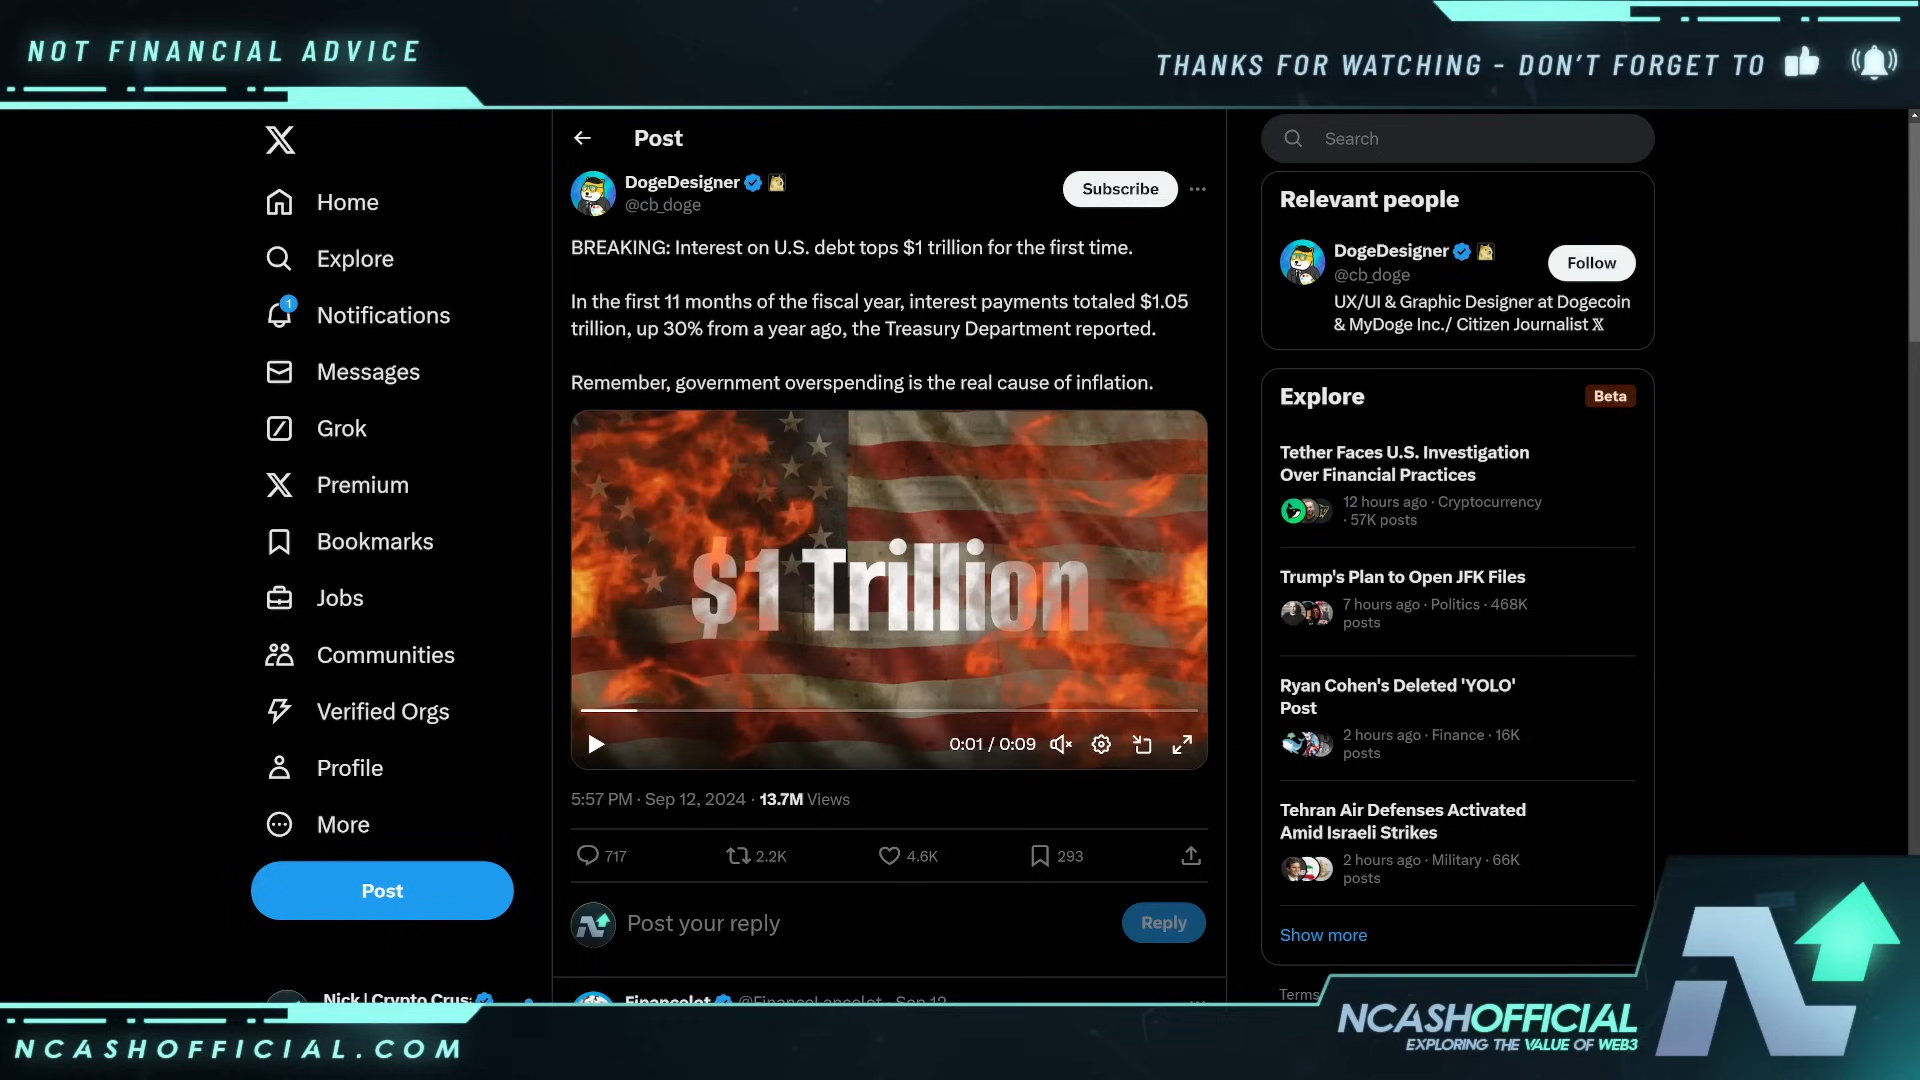 NOT FINANCIAL ADVICE
THANKS FOR WATCHING - DON'T FORGET TO
Home
Explore
1
Notifications
Messages
Grok
Premium
Bookmarks
Jobs
Communities
Verified Orgs
Profile
More
Post
Nick | Crypto Crus
Post
DogeDesigner
@cb_doge
Subscribe
BREAKING: Interest on U.S. debt tops $1 trillion for the first time.
In the first 11 months of the fiscal year, interest payments totaled $1.05
trillion, up 30% from a year ago, the Treasury Department reported.
Remember, government overspending is the real cause of inflation.
$1 Trillion
0:01 / 0:09
5:57 PM · Sep 12, 2024 · 13.7M Views
717
2.2K
4.6K
293
Post your reply
Reply
Financelot @FinanceLancelot · Sep 12
Search
Relevant people
DogeDesigner
@cb_doge
Follow
UX/UI & Graphic Designer at Dogecoin
& MyDoge Inc./ Citizen Journalist 𝕏
Explore
Beta
Tether Faces U.S. Investigation
Over Financial Practices
12 hours ago · Cryptocurrency
· 57K posts
Trump's Plan to Open JFK Files
7 hours ago · Politics · 468K
posts
Ryan Cohen's Deleted 'YOLO'
Post
2 hours ago · Finance · 16K
posts
Tehran Air Defenses Activated
Amid Israeli Strikes
2 hours ago · Military · 66K
posts
Show more
Terms
NCASHOFFICIAL.COM
NCASHOFFICIAL
EXPLORING THE VALUE OF WEB3